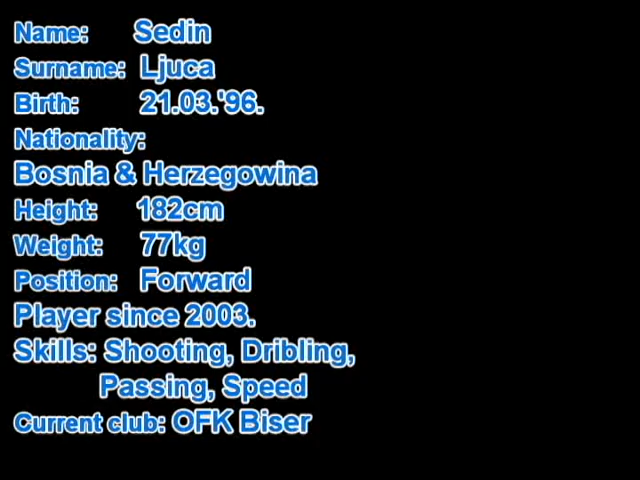 Name: Sedin
Surname: Ljuca
Birth: 21.03.'96.
Nationality:
Bosnia & Herzegowina
Height: 182cm
Weight: 77kg
Position: Forward
Player since 2003.
Skills: Shooting, Dribling,
Passing, Speed
Current club: OFK Biser